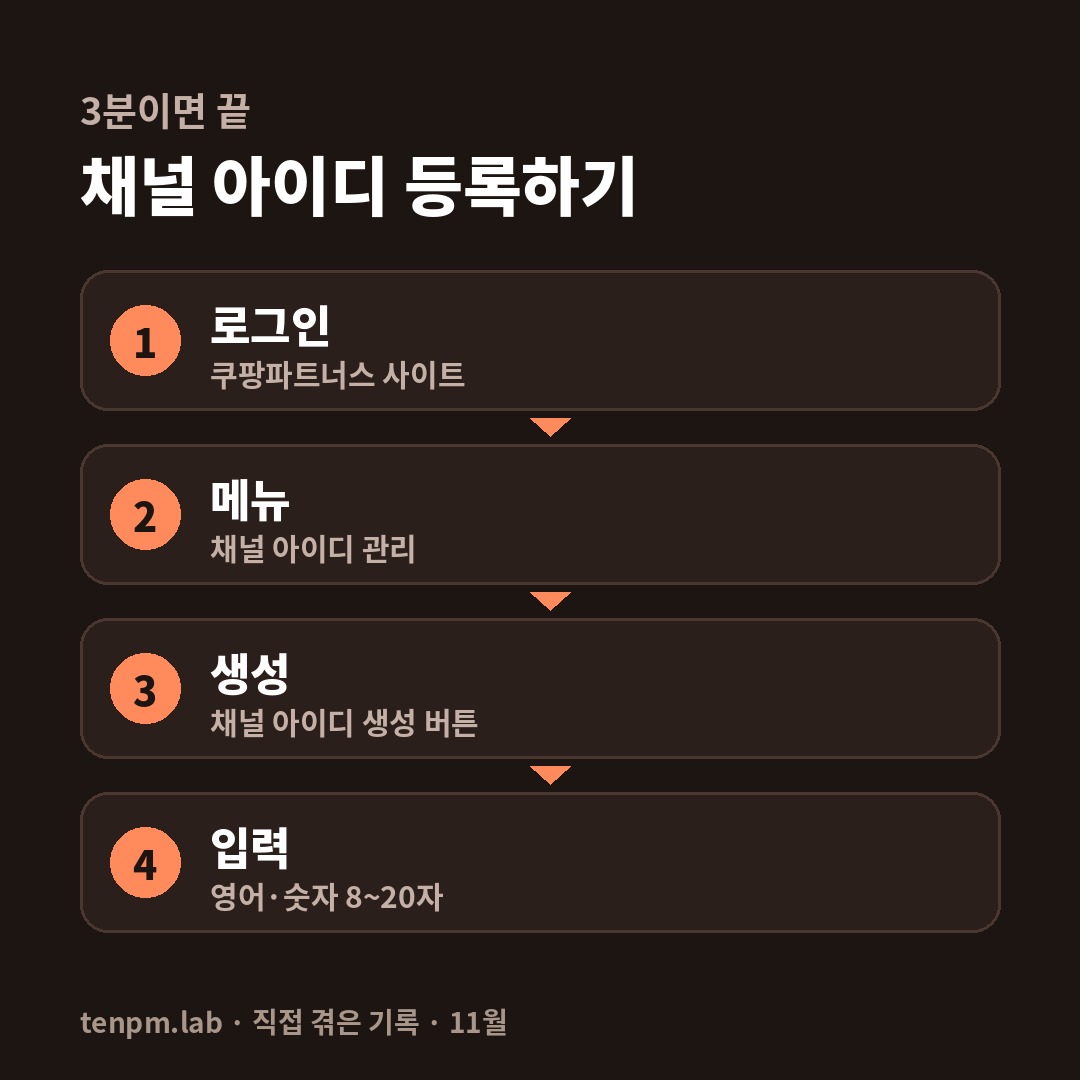 3분이면 끝
채널 아이디 등록하기
1
로그인
쿠팡파트너스 사이트
2
메뉴
채널 아이디 관리
3
생성
채널 아이디 생성 버튼
4
입력
영어·숫자 8~20자
tenpm.lab · 직접 겪은 기록 · 11월